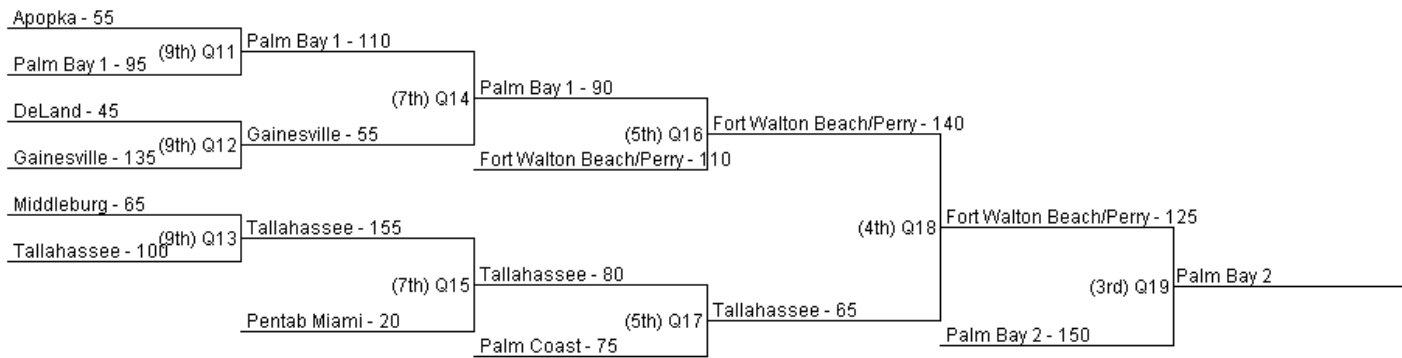 Apopka - 55
(9th) Q11
Palm Bay 1 - 95
DeLand - 45
(9th) Q12
Gainesville - 135
Middleburg - 65
(9th) Q13
Tallahassee - 100
Palm Bay 1 - 110
(7th) Q14
Gainesville - 55
Tallahassee - 155
(7th) Q15
Pentab Miami - 20
Palm Bay 1 - 90
(5th) Q16
Fort Walton Beach/Perry - 110
Tallahassee - 80
(5th) Q17
Palm Coast - 75
Fort Walton Beach/Perry - 140
(4th) Q18
Tallahassee - 65
Fort Walton Beach/Perry - 125
(3rd) Q19
Palm Bay 2 - 150
Palm Bay 2